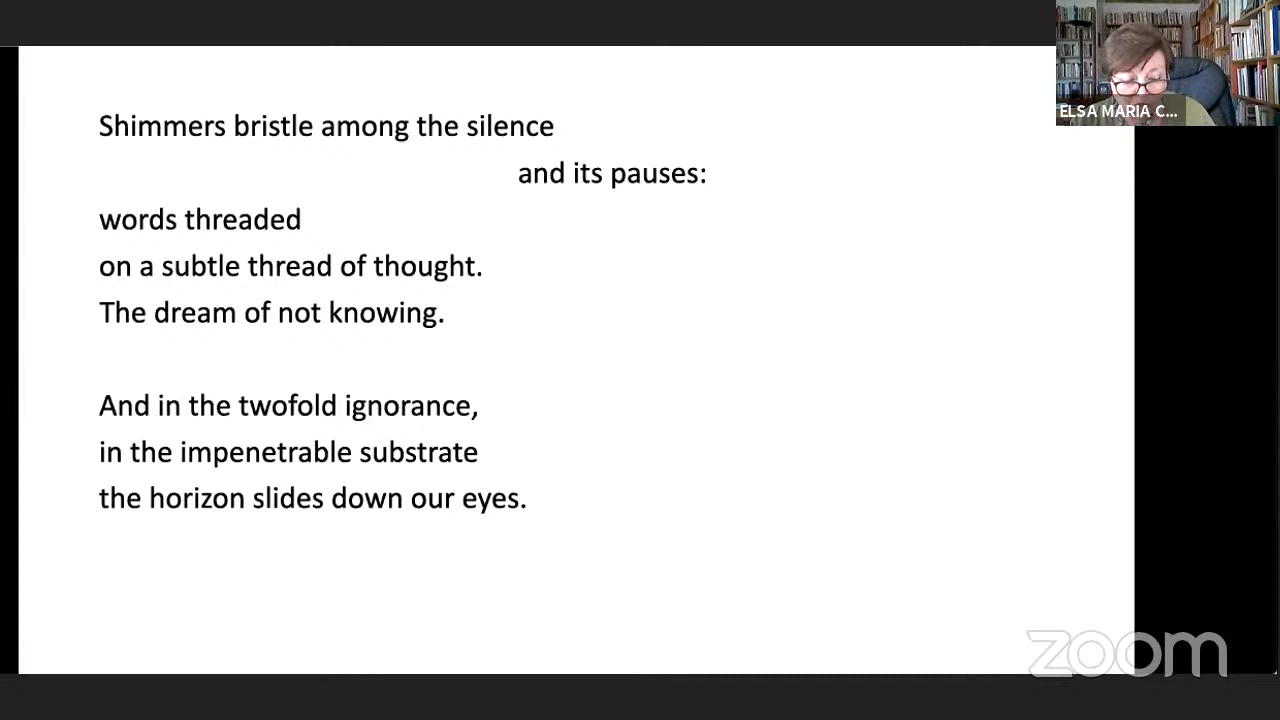 ELSA MARIA C...
Shimmers bristle among the silence
and its pauses:
words threaded
on a subtle thread of thought.
The dream of not knowing.
And in the twofold ignorance,
in the impenetrable substrate
the horizon slides down our eyes.
zoom